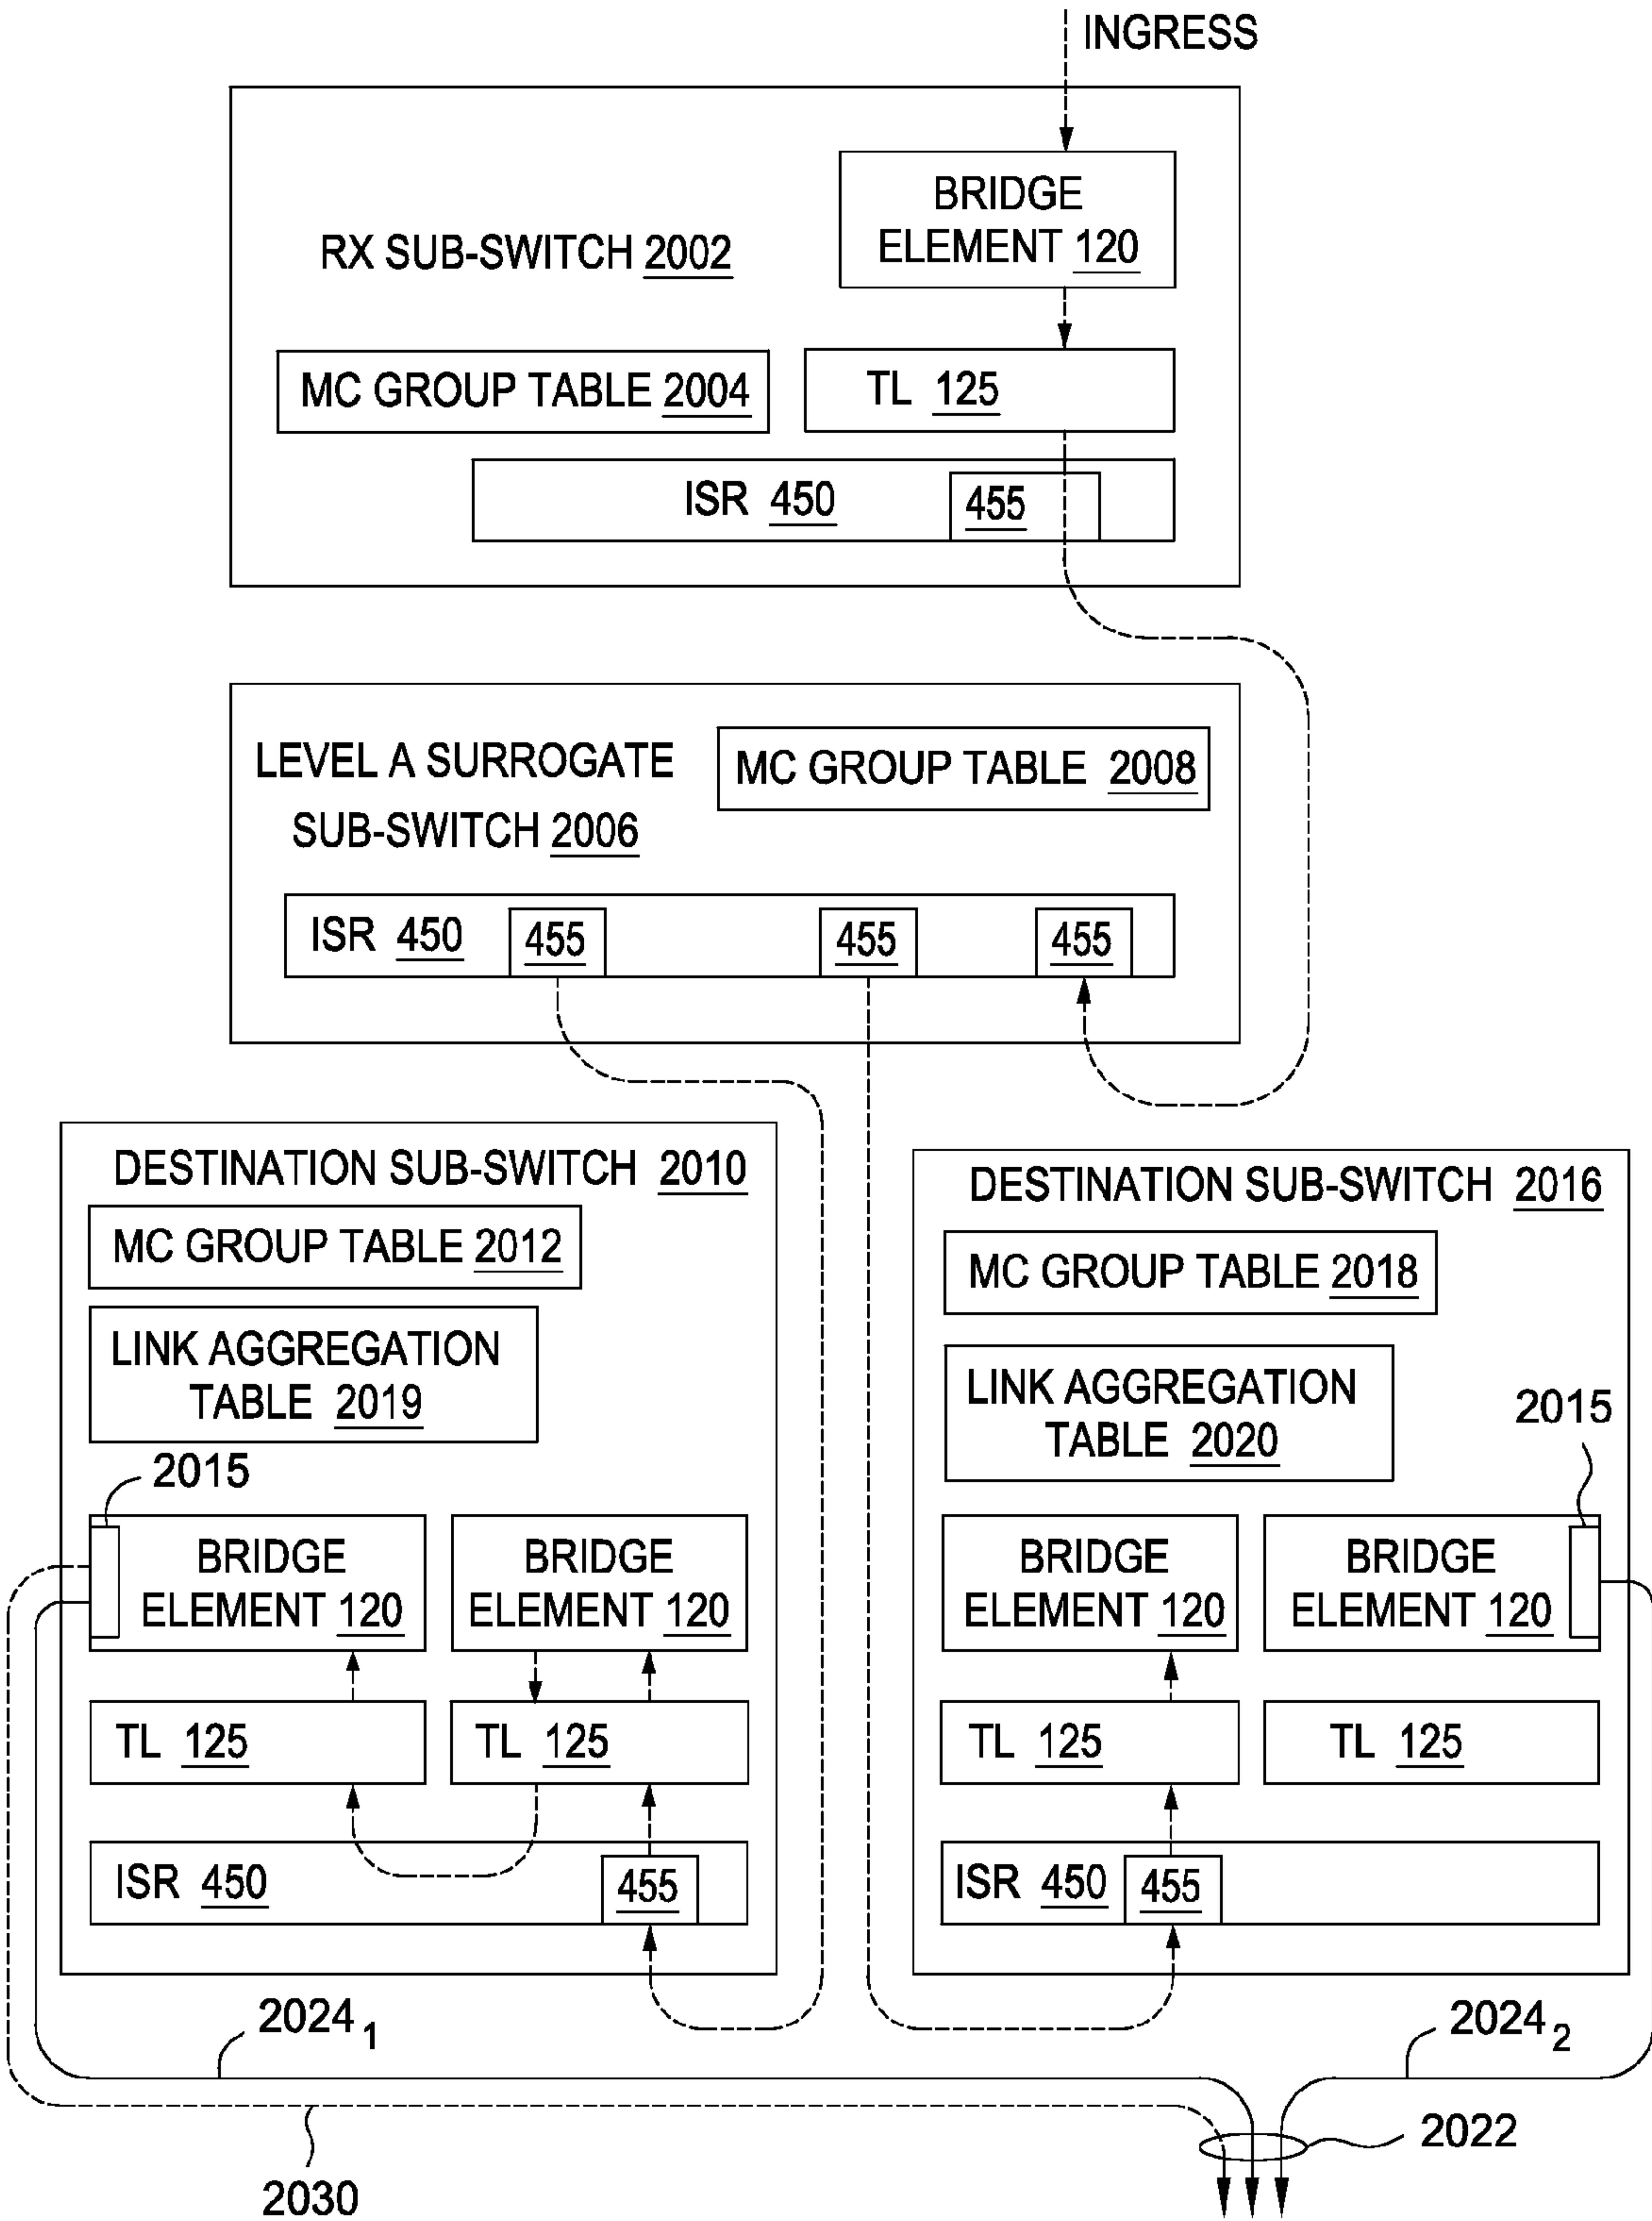 INGRESS
BRIDGE
ELEMENT 120
RX SUB-SWITCH 2002
MC GROUP TABLE 2004
TL 125
ISR 450
455
LEVEL A SURROGATE
SUB-SWITCH 2006
MC GROUP TABLE 2008
ISR 450
455
455
455
DESTINATION SUB-SWITCH 2010
MC GROUP TABLE 2012
LINK AGGREGATION
TABLE 2019
2015
BRIDGE
ELEMENT 120
BRIDGE
ELEMENT 120
TL 125
TL 125
ISR 450
455
DESTINATION SUB-SWITCH 2016
MC GROUP TABLE 2018
LINK AGGREGATION
TABLE 2020
2015
BRIDGE
ELEMENT 120
BRIDGE
ELEMENT 120
TL 125
TL 125
ISR 450
455
2024 1
2024 2
2022
2030